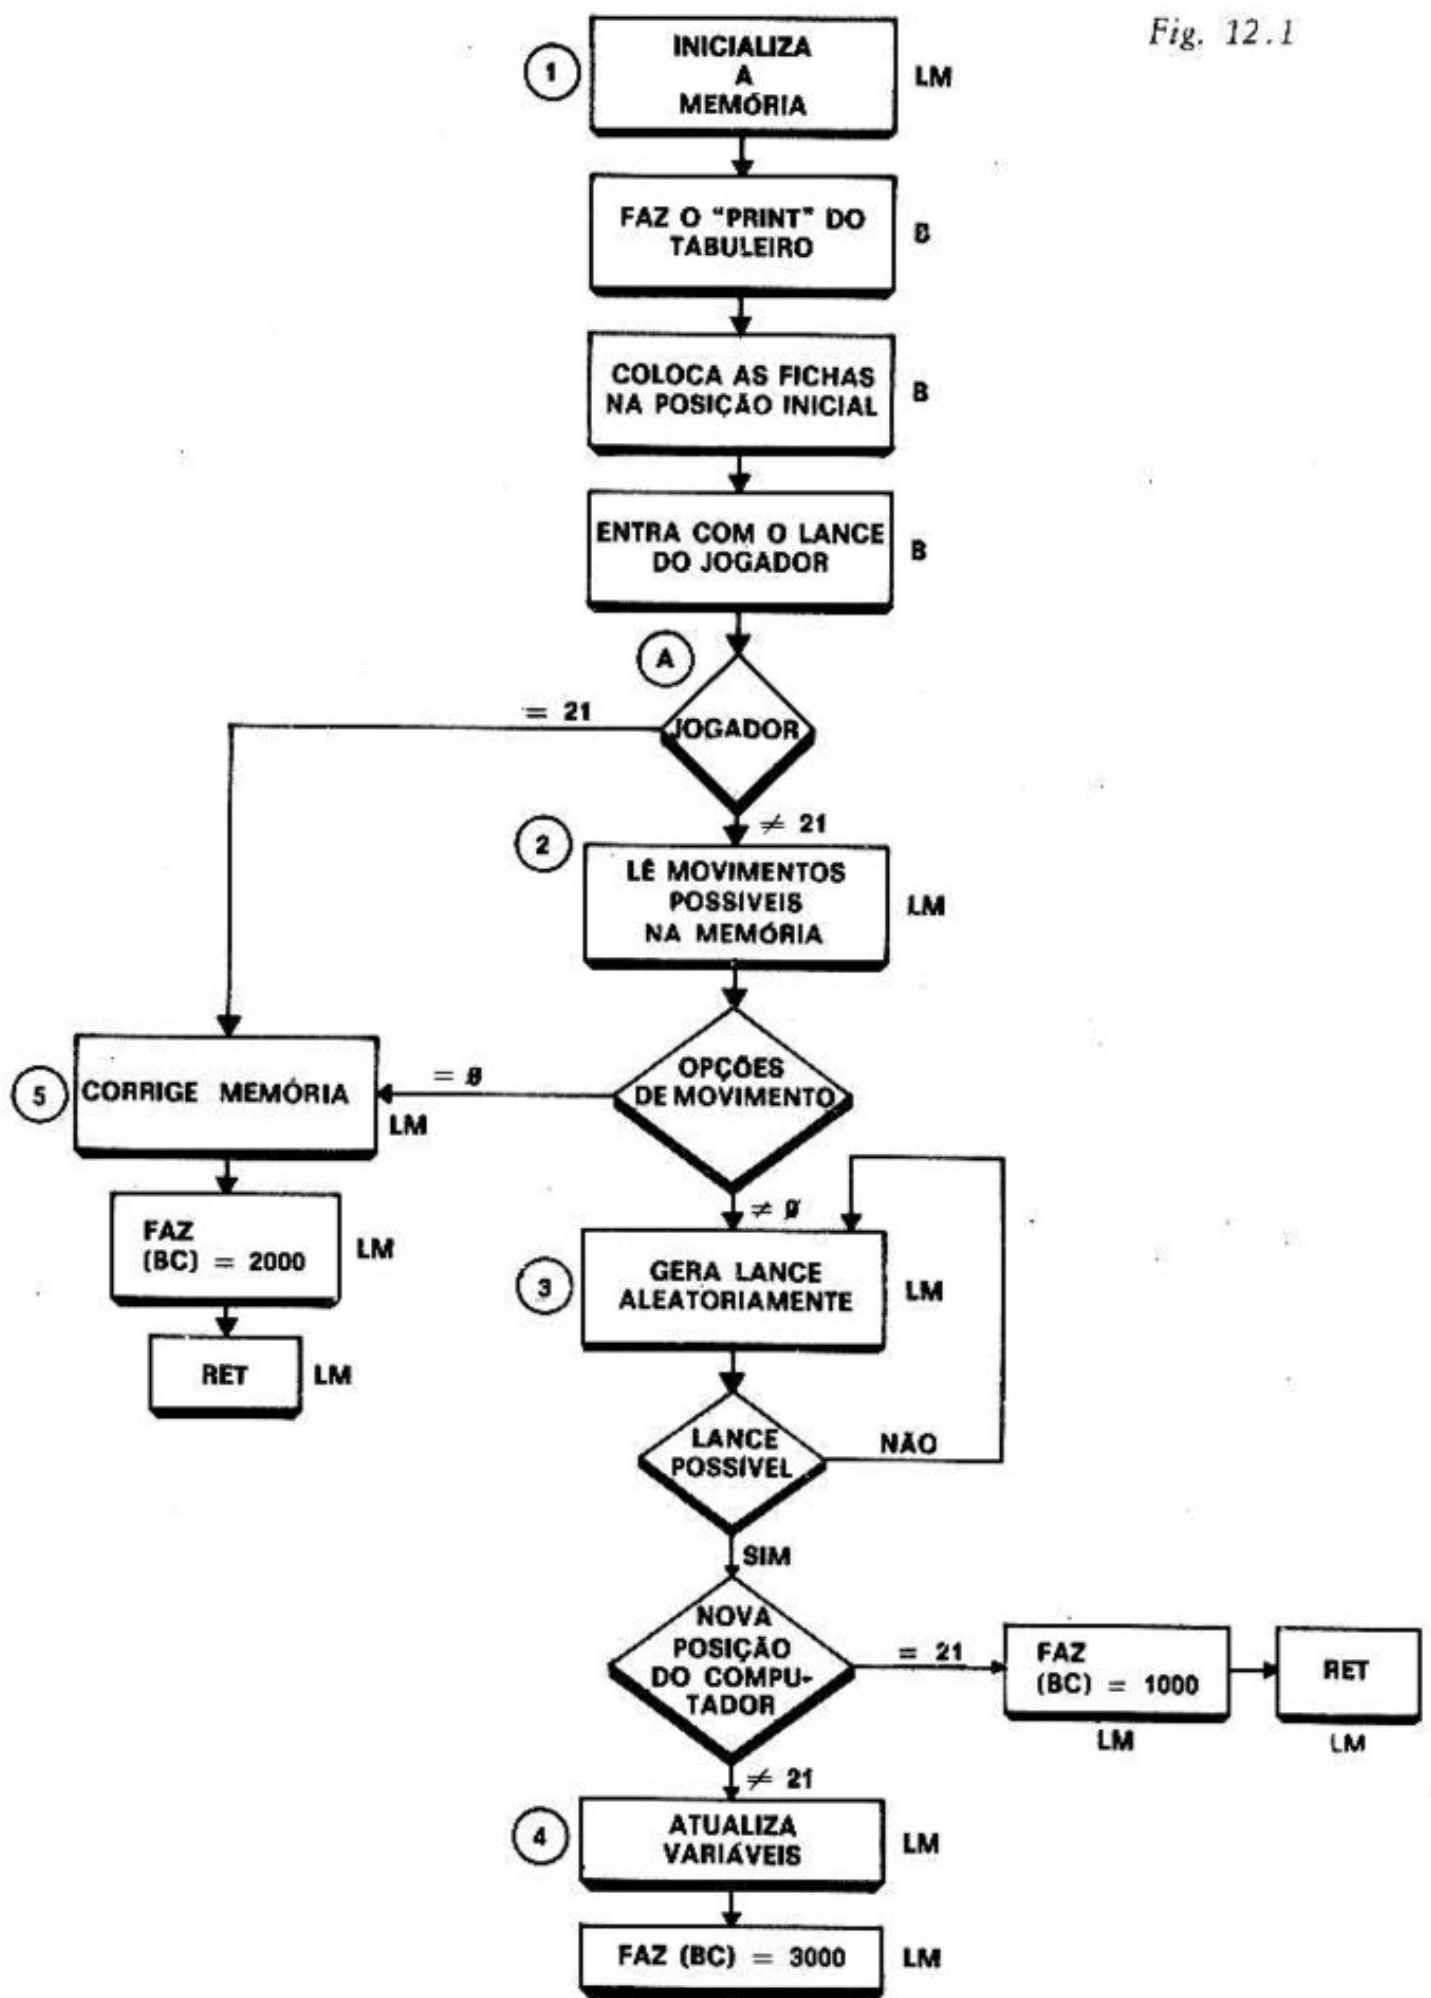 Fig. 12.1
1
INICIALIZA
A
MEMÓRIA
LM
FAZ O "PRINT" DO
TABULEIRO
B
COLOCA AS FICHAS
NA POSIÇÃO INICIAL
B
ENTRA COM O LANCE
DO JOGADOR
B
A
JOGADOR
= 21
≠ 21
2
LÊ MOVIMENTOS
POSSÍVEIS
NA MEMÓRIA
LM
OPÇÕES
DE MOVIMENTO
= 0
5
CORRIGE MEMÓRIA
LM
FAZ
(BC) = 2000
LM
RET
LM
≠ 0
3
GERA LANCE
ALEATORIAMENTE
LM
LANCE
POSSÍVEL
NÃO
SIM
NOVA
POSIÇÃO
DO COMPU-
TADOR
= 21
FAZ
(BC) = 1000
LM
RET
LM
≠ 21
4
ATUALIZA
VARIÁVEIS
LM
FAZ (BC) = 3000
LM